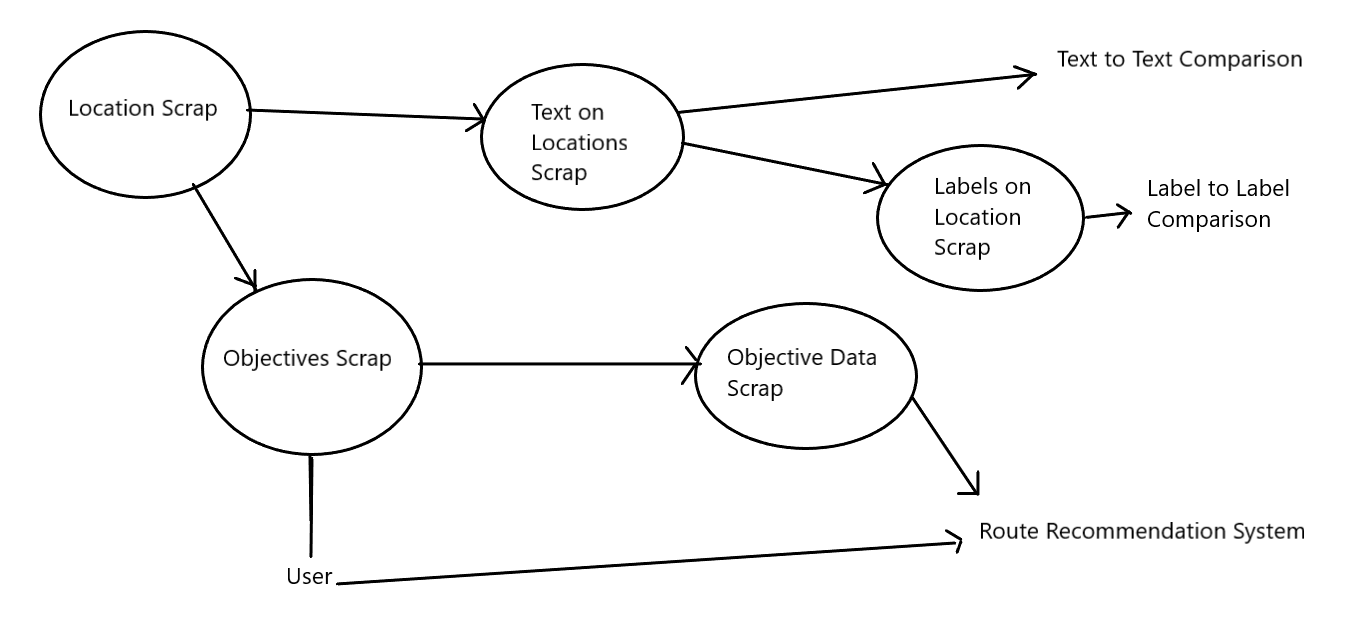 Location Scrap
Text on
Locations
Scrap
Text to Text Comparison
Labels on
Location
Scrap
Label to Label
Comparison
Objectives Scrap
Objective Data
Scrap
Route Recommendation System
User